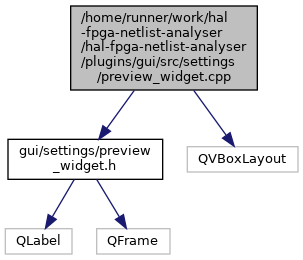 /home/runner/work/hal
-fpga-netlist-analyser
/hal-fpga-netlist-analyser
/plugins/gui/src/settings
/preview_widget.cpp
gui/settings/preview
_widget.h
QVBoxLayout
QLabel
QFrame